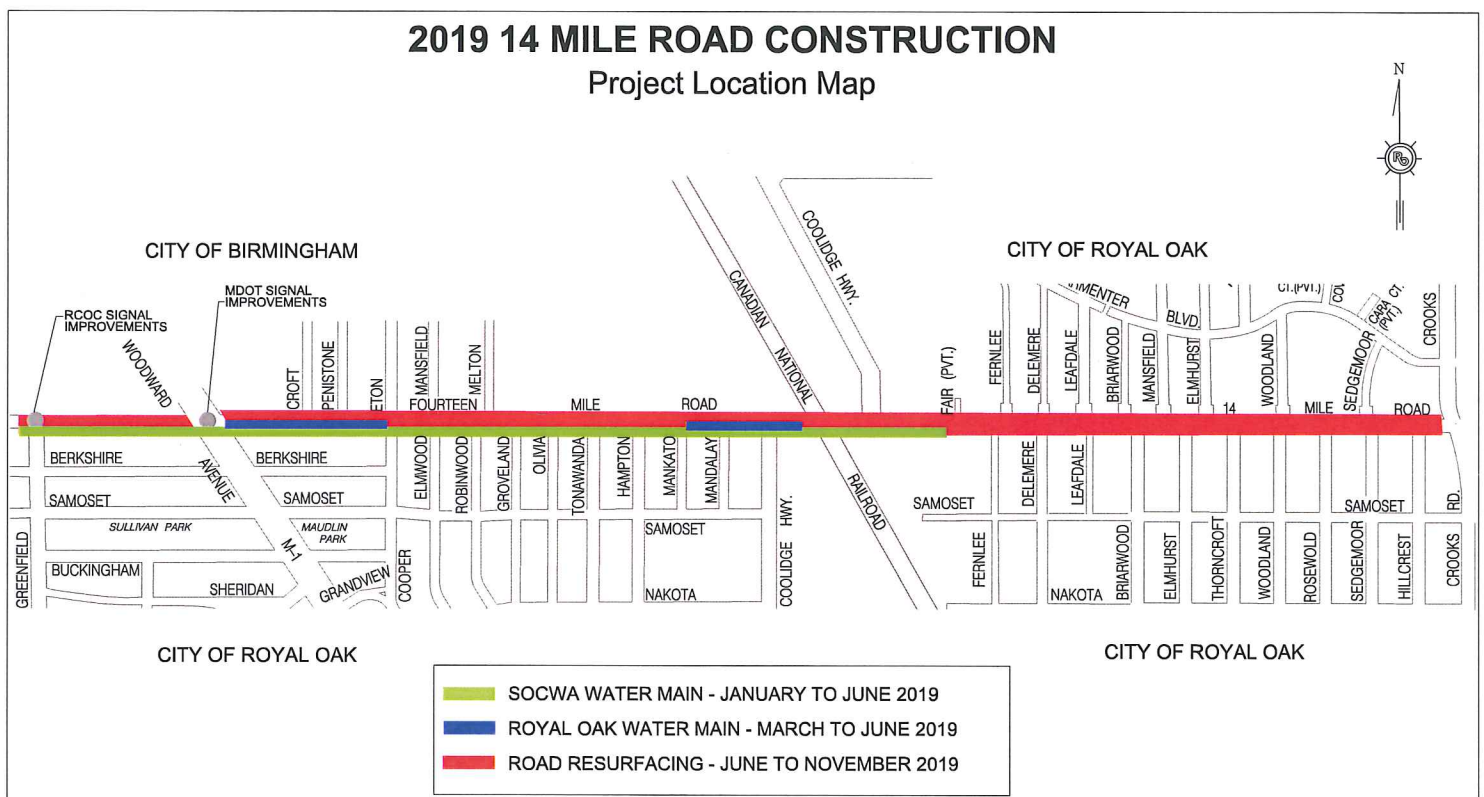 2019 14 MILE ROAD CONSTRUCTION
Project Location Map
N
CITY OF BIRMINGHAM
CITY OF ROYAL OAK
RCOC SIGNAL
IMPROVEMENTS
MDOT SIGNAL
IMPROVEMENTS
WOODWARD
CROFT
PENISTONE
ETON
MANSFIELD
MELTON
CANADIAN
NATIONAL
COOLIDGE HWY.
FAIR (PVT.)
FERNLEE
DELEMERE
LEAFDALE
BRIARWOOD
MANSFIELD
ELMHURST
WOODLAND
SEDGEMOOR
CROOKS
BLVD.
CT.(PVT.)
CARA CT.
(PVT.)
FOURTEEN MILE ROAD
14 MILE ROAD
BERKSHIRE
AVENUE
BERKSHIRE
SAMOSET
SAMOSET
SULLIVAN PARK
MAUDLIN
PARK
M-1
BUCKINGHAM
SHERIDAN
GRANDVIEW
GREENFIELD
COOPER
ELMWOOD
ROBINWOOD
GROVELAND
OLIVIA
TONAWANDA
HAMPTON
MANKATO
MANDALAY
SAMOSET
NAKOTA
COOLIDGE HWY.
RAILROAD
DELEMERE
LEAFDALE
SAMOSET
SAMOSET
RD.
FERNLEE
NAKOTA
BRIARWOOD
ELMHURST
THORNCROFT
WOODLAND
ROSEWOLD
SEDGEMOOR
HILLCREST
CROOKS
CITY OF ROYAL OAK
CITY OF ROYAL OAK
SOCWA WATER MAIN - JANUARY TO JUNE 2019
ROYAL OAK WATER MAIN - MARCH TO JUNE 2019
ROAD RESURFACING - JUNE TO NOVEMBER 2019